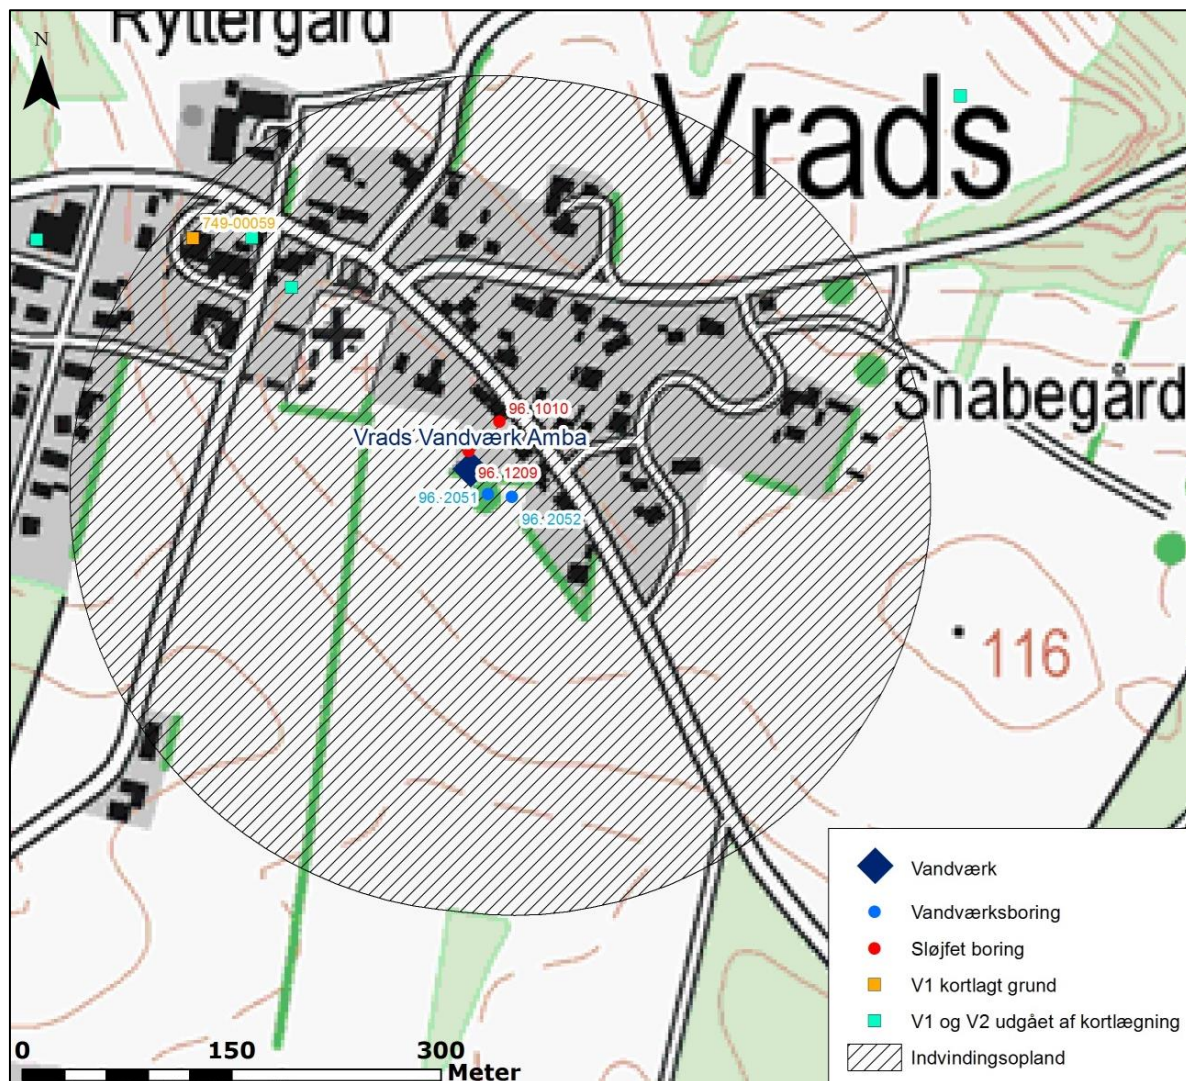 Ryttergård
N
Vrads
749-00059
Snabegård
96. 1010
Vrads Vandværk Amba
96. 1209
96. 2051
96. 2052
116
Vandværk
Vandværksboring
Sløjfet boring
V1 kortlagt grund
V1 og V2 udgået af kortlægning
Indvindingsopland
0 150 300
Meter